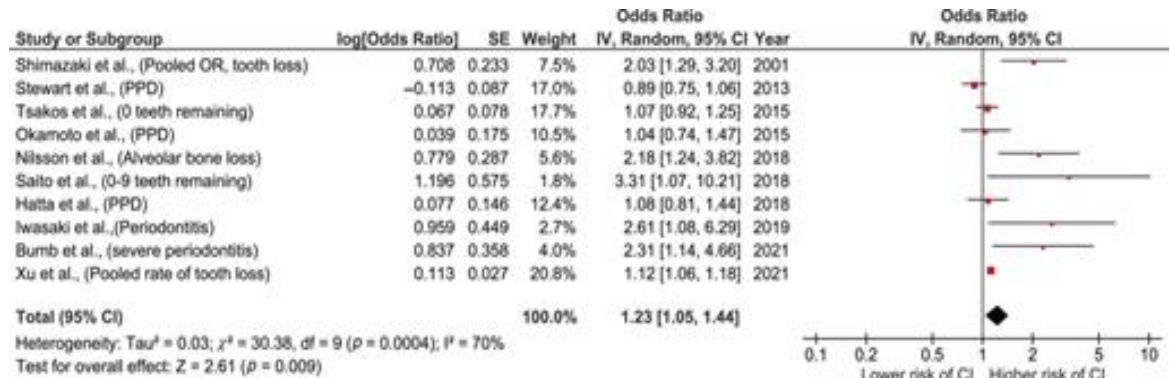 Odds Ratio Odds Ratio
Study or Subgroup log[Odds Ratio] SE Weight IV, Random, 95% CI Year IV, Random, 95% CI
Shimazaki et al., (Pooled OR, tooth loss) 0.708 0.233 7.5% 2.03 [1.29, 3.20] 2001
Stewart et al., (PPD) –0.113 0.087 17.0% 0.89 [0.75, 1.06] 2013
Tsakos et al., (0 teeth remaining) 0.067 0.078 17.7% 1.07 [0.92, 1.25] 2015
Okamoto et al., (PPD) 0.039 0.175 10.5% 1.04 [0.74, 1.47] 2015
Nilsson et al., (Alveolar bone loss) 0.779 0.287 5.6% 2.18 [1.24, 3.82] 2018
Saito et al., (0-9 teeth remaining) 1.196 0.575 1.8% 3.31 [1.07, 10.21] 2018
Hatta et al., (PPD) 0.077 0.146 12.4% 1.08 [0.81, 1.44] 2018
Iwasaki et al.,(Periodontitis) 0.959 0.449 2.7% 2.61 [1.08, 6.29] 2019
Bumb et al., (severe periodontitis) 0.837 0.358 4.0% 2.31 [1.14, 4.66] 2021
Xu et al., (Pooled rate of tooth loss) 0.113 0.027 20.8% 1.12 [1.06, 1.18] 2021
Total (95% CI) 100.0% 1.23 [1.05, 1.44]
Heterogeneity: Tau² = 0.03; χ² = 30.38, df = 9 (p = 0.0004); I² = 70%
Test for overall effect: Z = 2.61 (p = 0.009)
0.1 0.2 0.5 1 2 5 10
Lower risk of CI Higher risk of CI